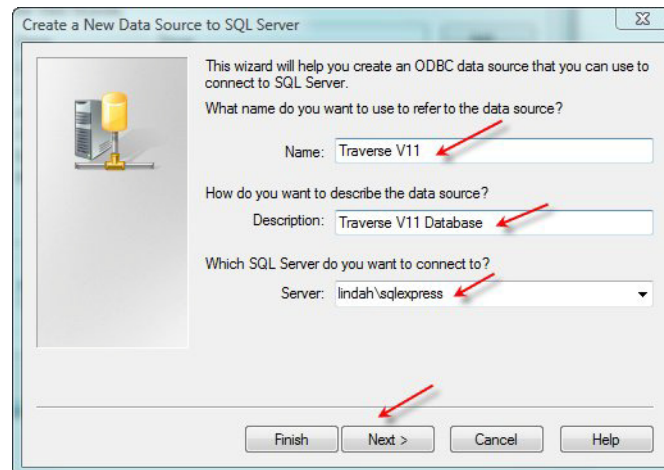 Create a New Data Source to SQL Server
This wizard will help you create an ODBC data source that you can use to
connect to SQL Server.
What name do you want to use to refer to the data source?
Name: Traverse V11
How do you want to describe the data source?
Description: Traverse V11 Database
Which SQL Server do you want to connect to?
Server: lindah\sqlexpress
Finish Next > Cancel Help